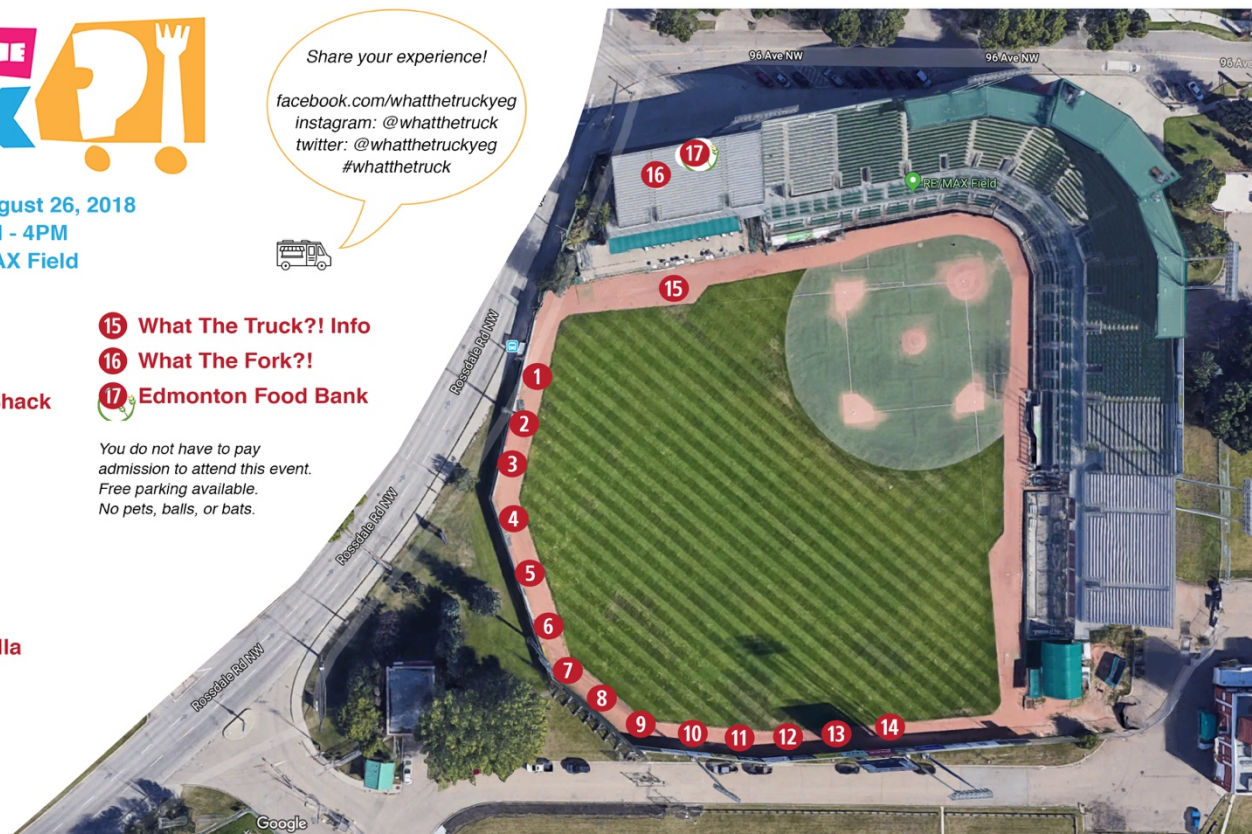 Share your experience!
facebook.com/whatthetruckyeg
instagram: @whatthetruck
twitter: @whatthetruckyeg
#whatthetruck
26, 2018
- 4PM
Field
15 What The Truck?! Info
16 What The Fork?!
17 Edmonton Food Bank
You do not have to pay
admission to attend this event.
Free parking available.
No pets, balls, or bats.
96 Ave NW
96 Ave NW
96
17
16
RE/MAX Field
15
Rossdale Rd NW
1
2
3
4
Rossdale Rd NW
5
6
Rossdale Rd NW
7
8
9
10
11
12
13
14
Google